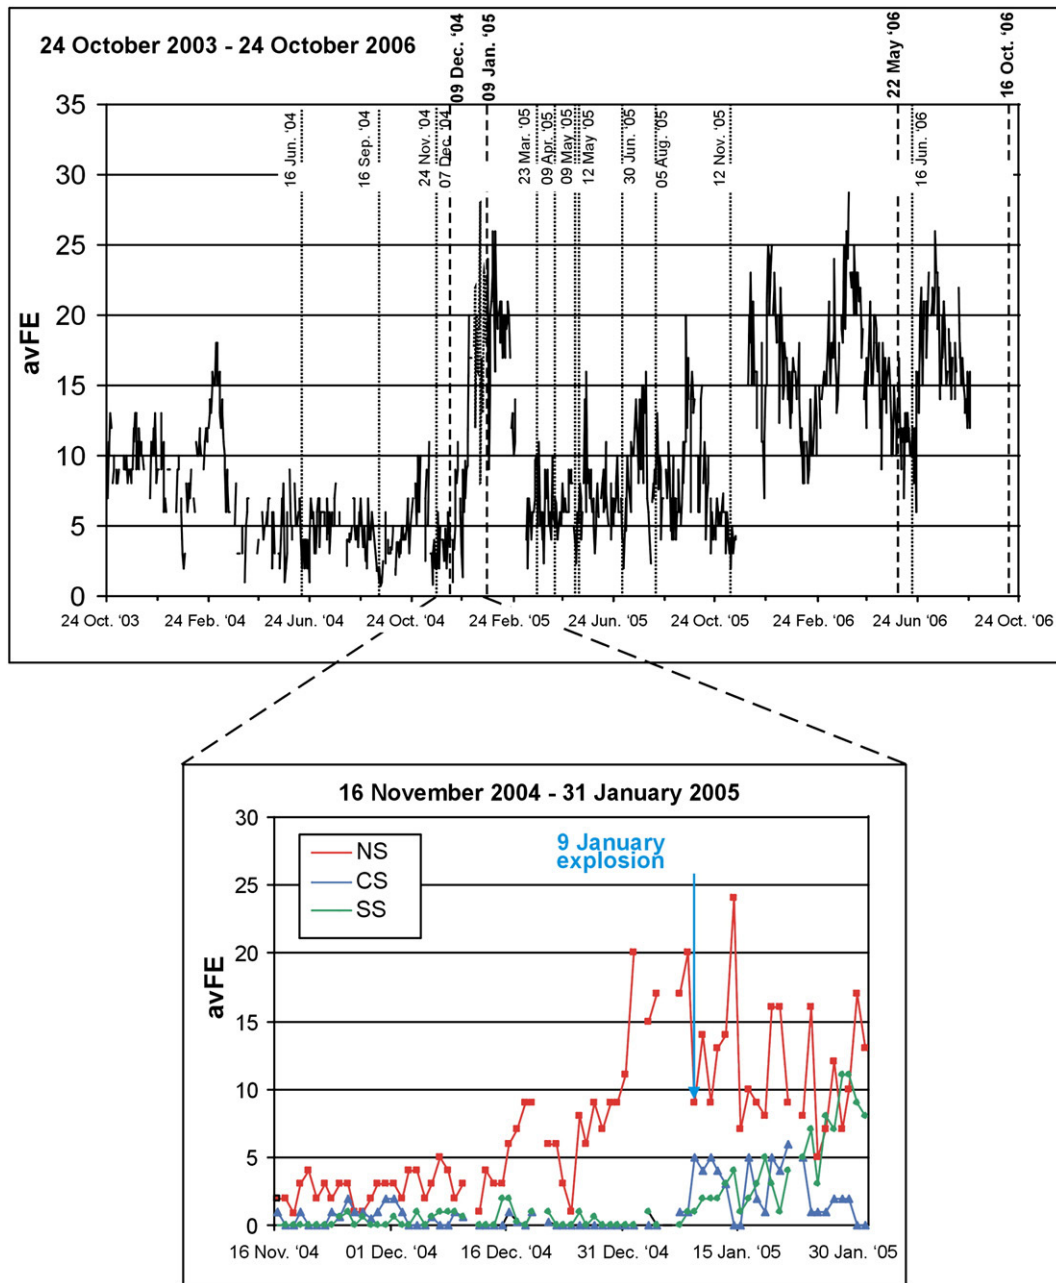 24 October 2003 - 24 October 2006
09 Dec. ‘04
09 Jan. ‘05
22 May ‘06
16 Oct. ‘06
16 Jun. ‘04
16 Sep. ‘04
24 Nov. ‘04
07 Dec. ‘04
23 Mar. ‘05
09 Apr. ‘05
09 May ‘05
12 May ‘05
30 Jun. ‘05
05 Aug. ‘05
12 Nov. ‘05
16 Jun. ‘06
avFE
35
30
25
20
15
10
5
0
24 Oct. ‘03 24 Feb. ‘04 24 Jun. ‘04 24 Oct. ‘04 24 Feb. ‘05 24 Jun. ‘05 24 Oct. ‘05 24 Feb. ‘06 24 Jun. ‘06 24 Oct. ‘06
16 November 2004 - 31 January 2005
avFE
30
25
20
15
10
5
0
NS
CS
SS
9 January
explosion
16 Nov. ‘04 01 Dec. ‘04 16 Dec. ‘04 31 Dec. ‘04 15 Jan. ‘05 30 Jan. ‘05